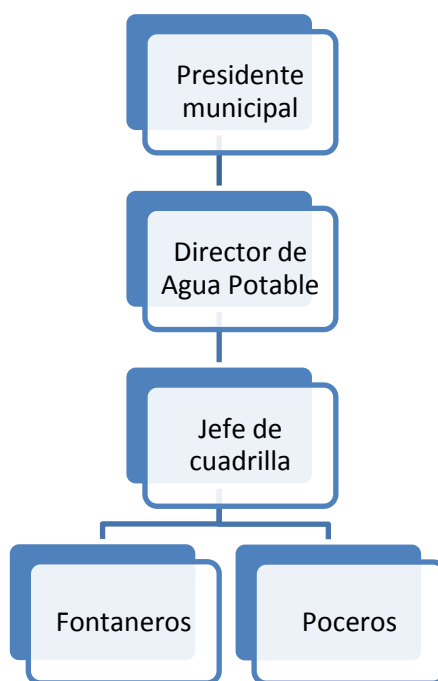 Presidente
municipal
Director de
Agua Potable
Jefe de
cuadrilla
Fontaneros
Poceros